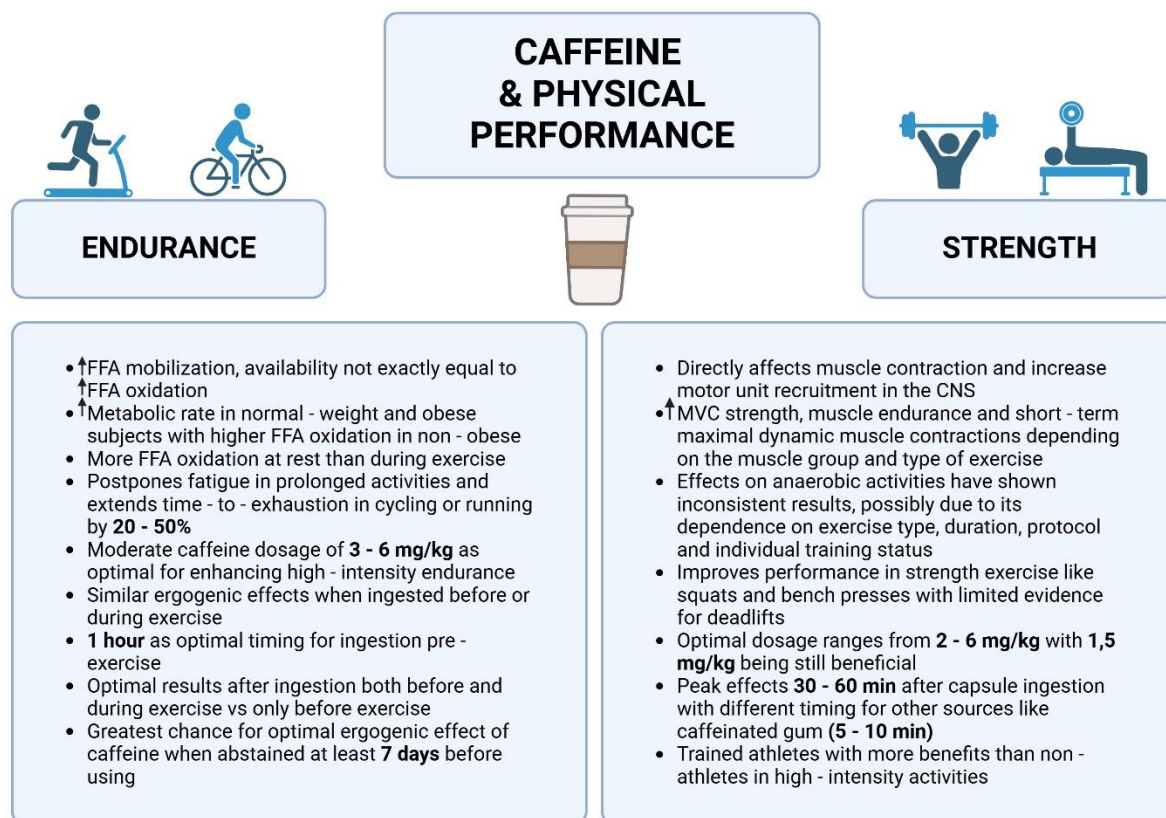 CAFFEINE
& PHYSICAL
PERFORMANCE
ENDURANCE
• ↑FFA mobilization, availability not exactly equal to
↑FFA oxidation
• ↑Metabolic rate in normal - weight and obese
subjects with higher FFA oxidation in non - obese
• More FFA oxidation at rest than during exercise
• Postpones fatigue in prolonged activities and
extends time - to - exhaustion in cycling or running
by 20 - 50%
• Moderate caffeine dosage of 3 - 6 mg/kg as
optimal for enhancing high - intensity endurance
• Similar ergogenic effects when ingested before or
during exercise
• 1 hour as optimal timing for ingestion pre -
exercise
• Optimal results after ingestion both before and
during exercise vs only before exercise
• Greatest chance for optimal ergogenic effect of
caffeine when abstained at least 7 days before
using
STRENGTH
• Directly affects muscle contraction and increase
motor unit recruitment in the CNS
• ↑MVC strength, muscle endurance and short - term
maximal dynamic muscle contractions depending
on the muscle group and type of exercise
• Effects on anaerobic activities have shown
inconsistent results, possibly due to its
dependence on exercise type, duration, protocol
and individual training status
• Improves performance in strength exercise like
squats and bench presses with limited evidence
for deadlifts
• Optimal dosage ranges from 2 - 6 mg/kg with 1,5
mg/kg being still beneficial
• Peak effects 30 - 60 min after capsule ingestion
with different timing for other sources like
caffeinated gum (5 - 10 min)
• Trained athletes with more benefits than non -
athletes in high - intensity activities